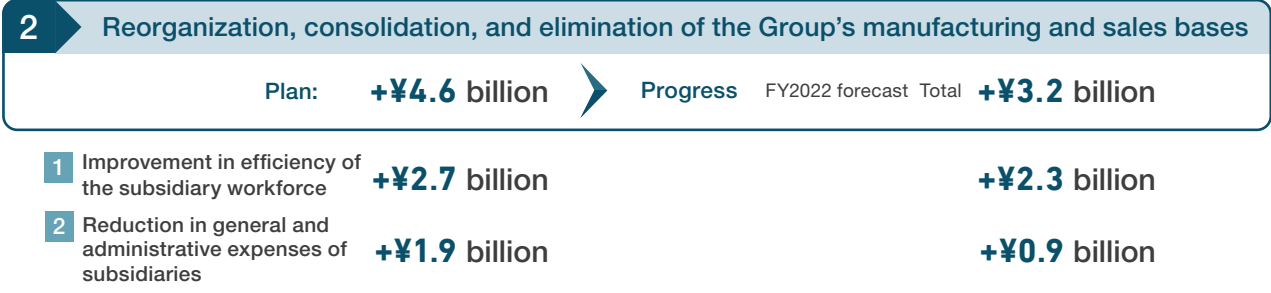 2 Reorganization, consolidation, and elimination of the Group’s manufacturing and sales bases
Plan: +¥4.6 billion Progress FY2022 forecast Total +¥3.2 billion
1 Improvement in efficiency of
the subsidiary workforce +¥2.7 billion +¥2.3 billion
2 Reduction in general and
administrative expenses of
subsidiaries +¥1.9 billion +¥0.9 billion